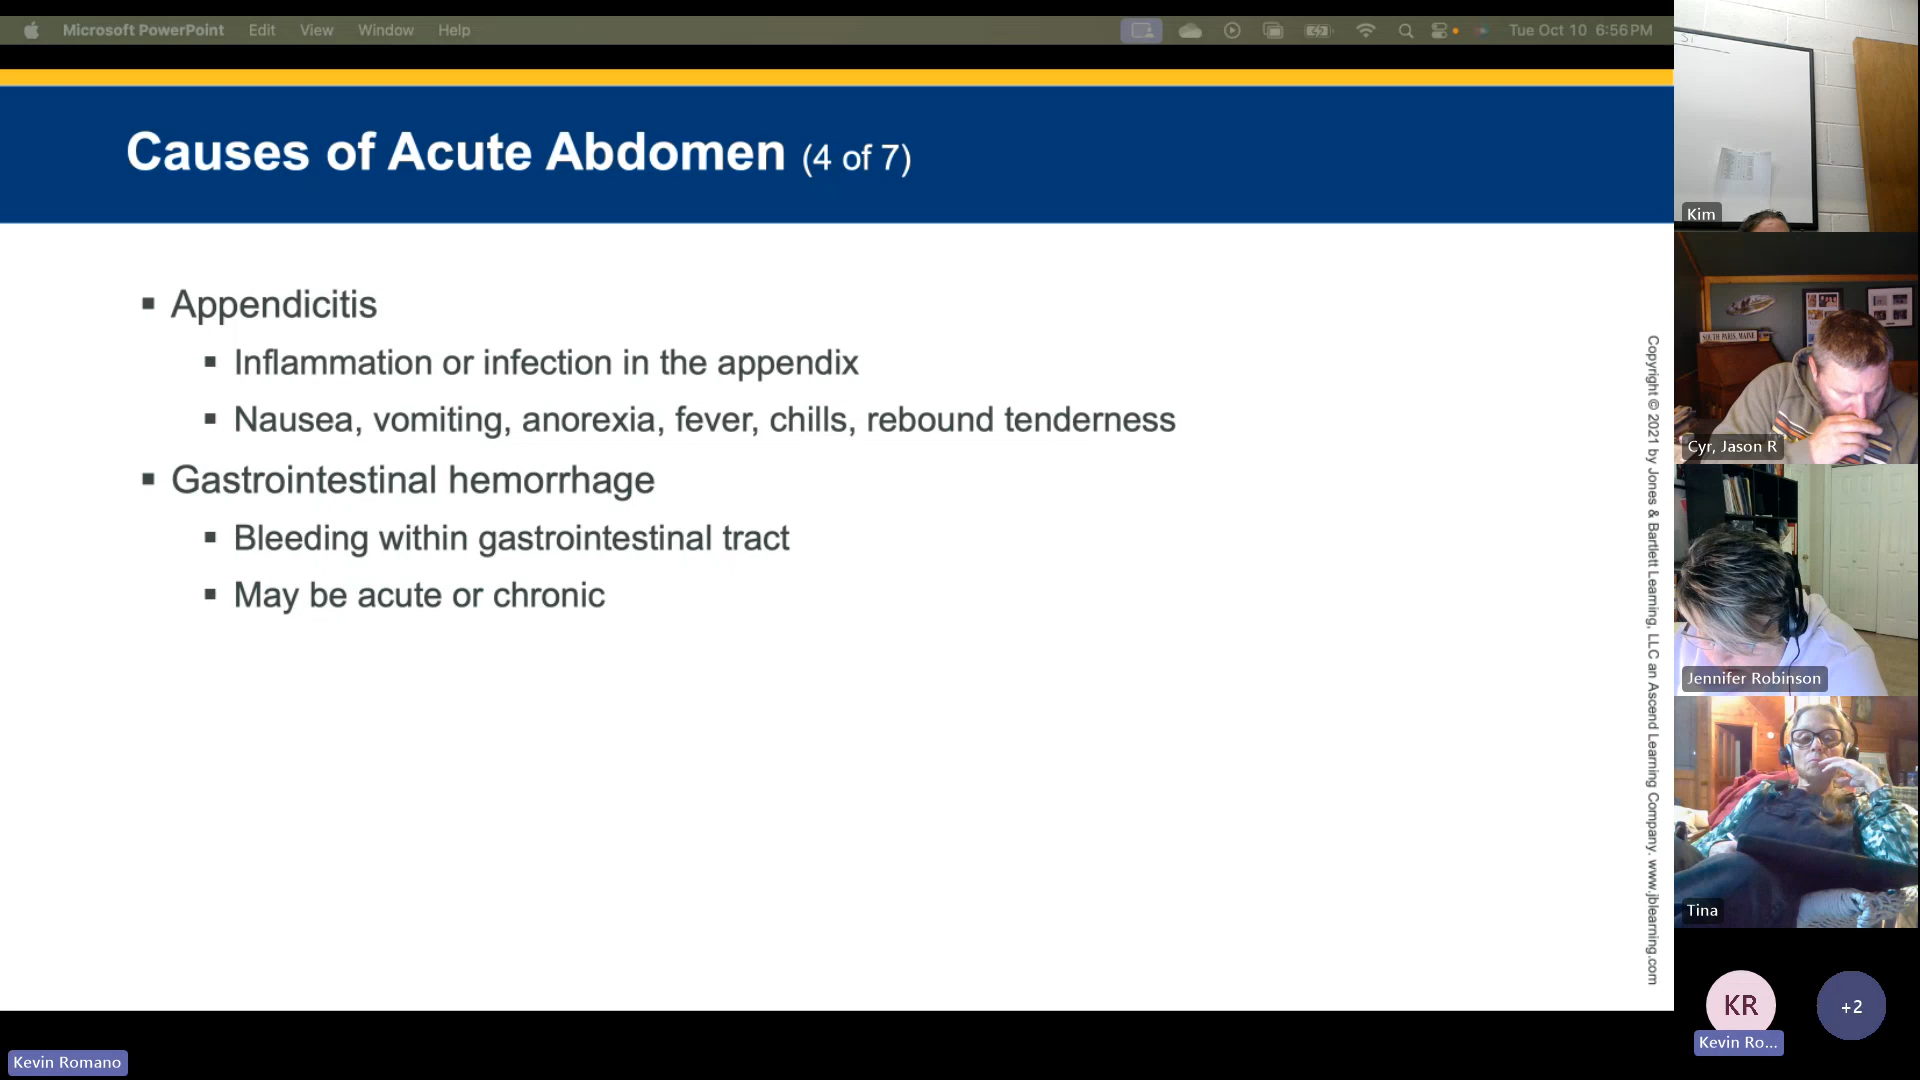 Microsoft PowerPoint Edit View Window Help
Tue Oct 10 6:56 PM
Causes of Acute Abdomen (4 of 7)
▪ Appendicitis
▪ Inflammation or infection in the appendix
▪ Nausea, vomiting, anorexia, fever, chills, rebound tenderness
▪ Gastrointestinal hemorrhage
▪ Bleeding within gastrointestinal tract
▪ May be acute or chronic
Copyright © 2021 by Jones & Bartlett Learning, LLC an Ascend Learning Company. www.jblearning.com
Kim
SOUTH PARIS, MAINE
Cyr, Jason R
Jennifer Robinson
Tina
KR
+2
Kevin Ro...
Kevin Romano